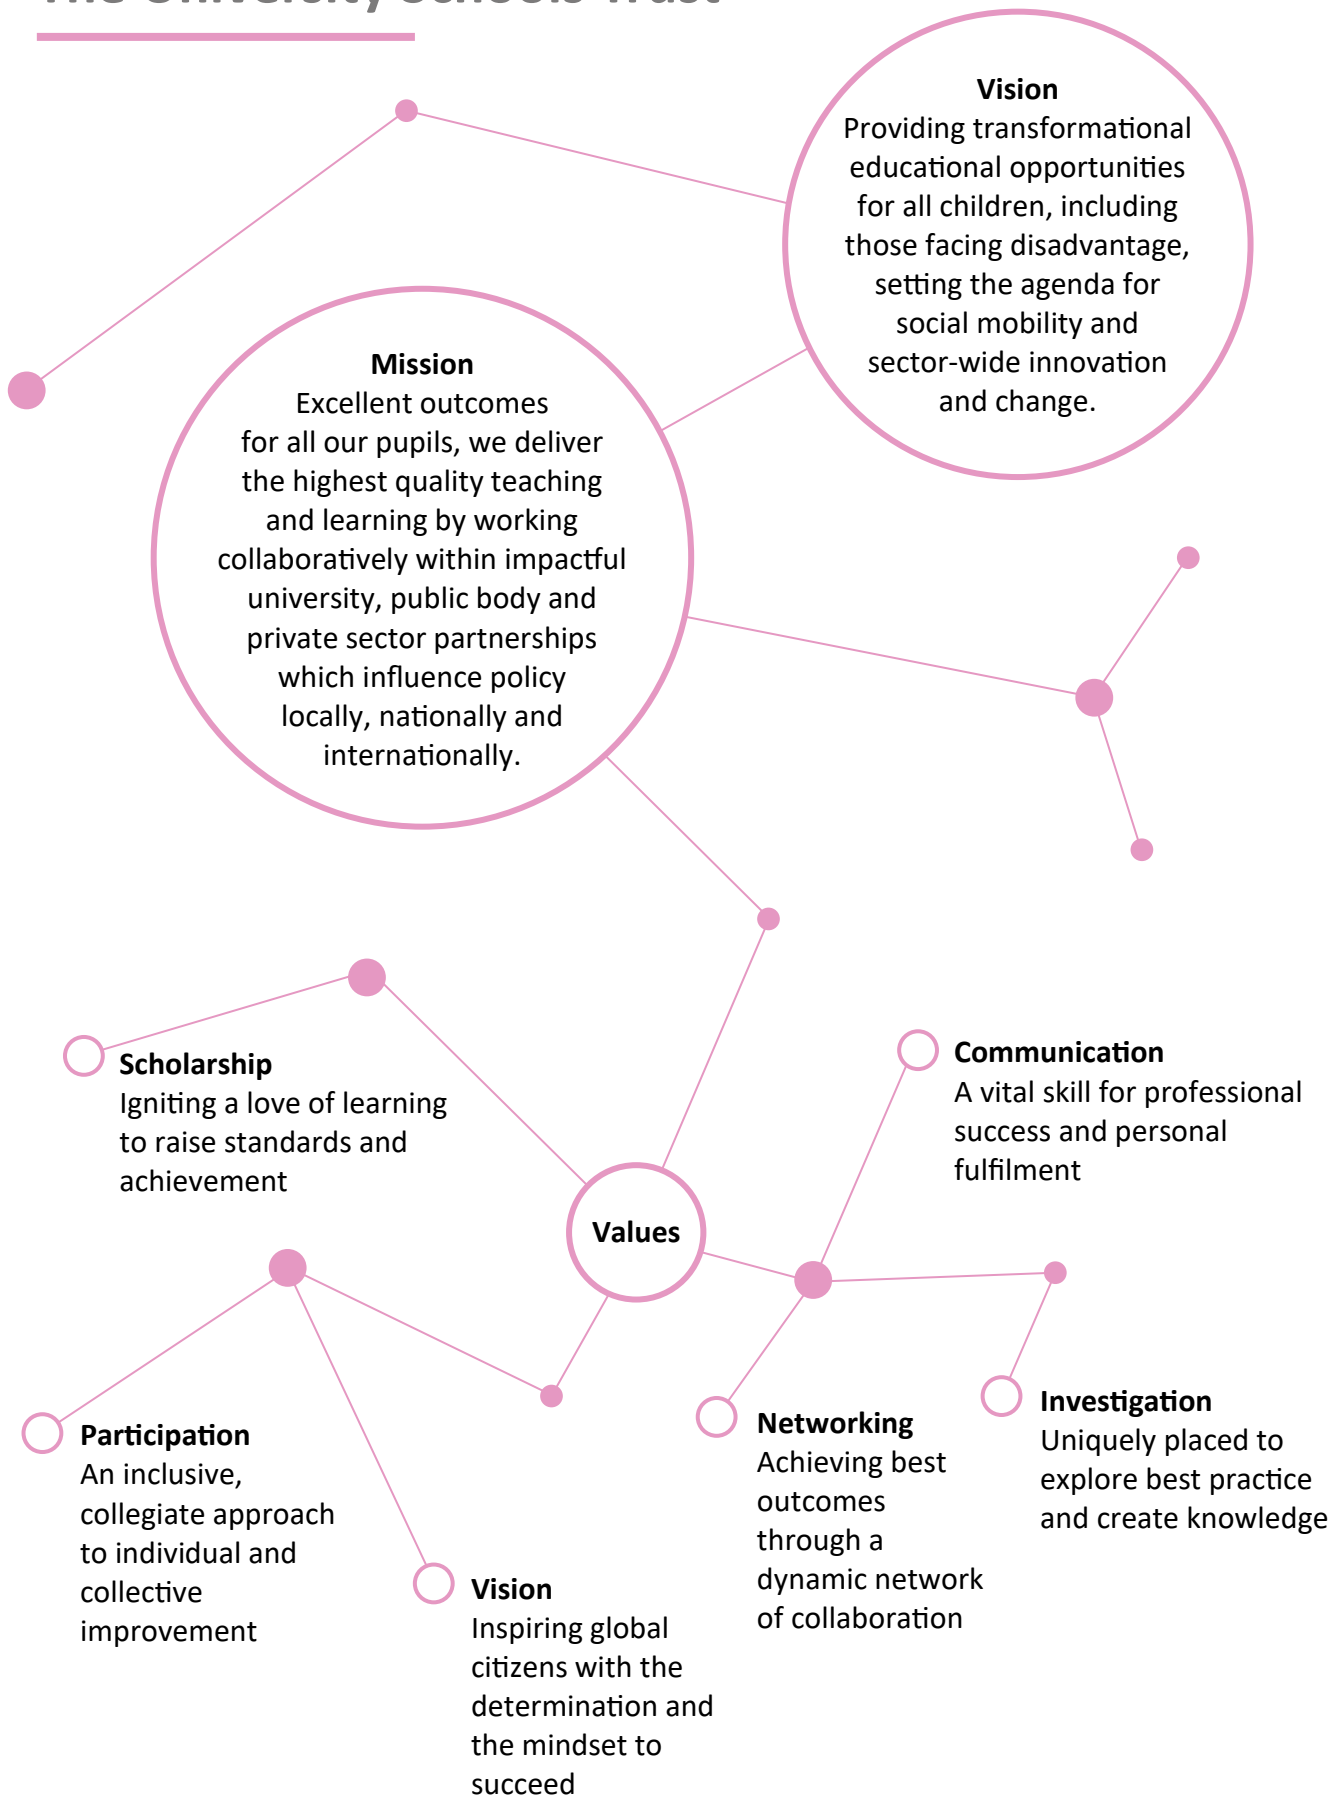 The University Schools Trust
Vision
Providing transformational
educational opportunities
for all children, including
those facing disadvantage,
setting the agenda for
social mobility and
sector-wide innovation
and change.
Mission
Excellent outcomes
for all our pupils, we deliver
the highest quality teaching
and learning by working
collaboratively within impactful
university, public body and
private sector partnerships
which influence policy
locally, nationally and
internationally.
Scholarship
Igniting a love of learning
to raise standards and
achievement
Communication
A vital skill for professional
success and personal
fulfilment
Values
Participation
An inclusive,
collegiate approach
to individual and
collective
improvement
Vision
Inspiring global
citizens with the
determination and
the mindset to
succeed
Networking
Achieving best
outcomes
through a
dynamic network
of collaboration
Investigation
Uniquely placed to
explore best practice
and create knowledge